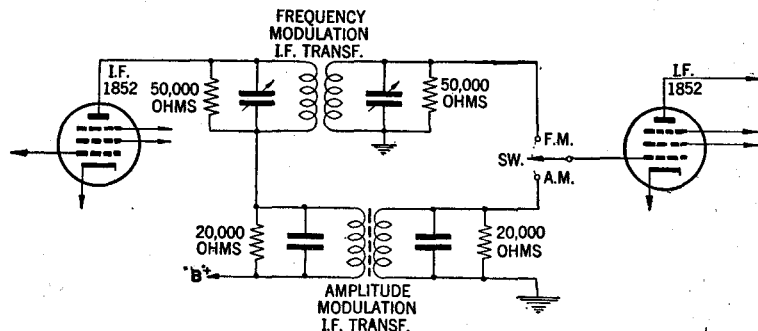 FREQUENCY
MODULATION
I.F. TRANSF.
I.F.
1852
50,000
OHMS
50,000
OHMS
I.F.
1852
F.M.
SW.
A.M.
20,000
OHMS
20,000
OHMS
"B"+
AMPLITUDE
MODULATION
I.F. TRANSF.